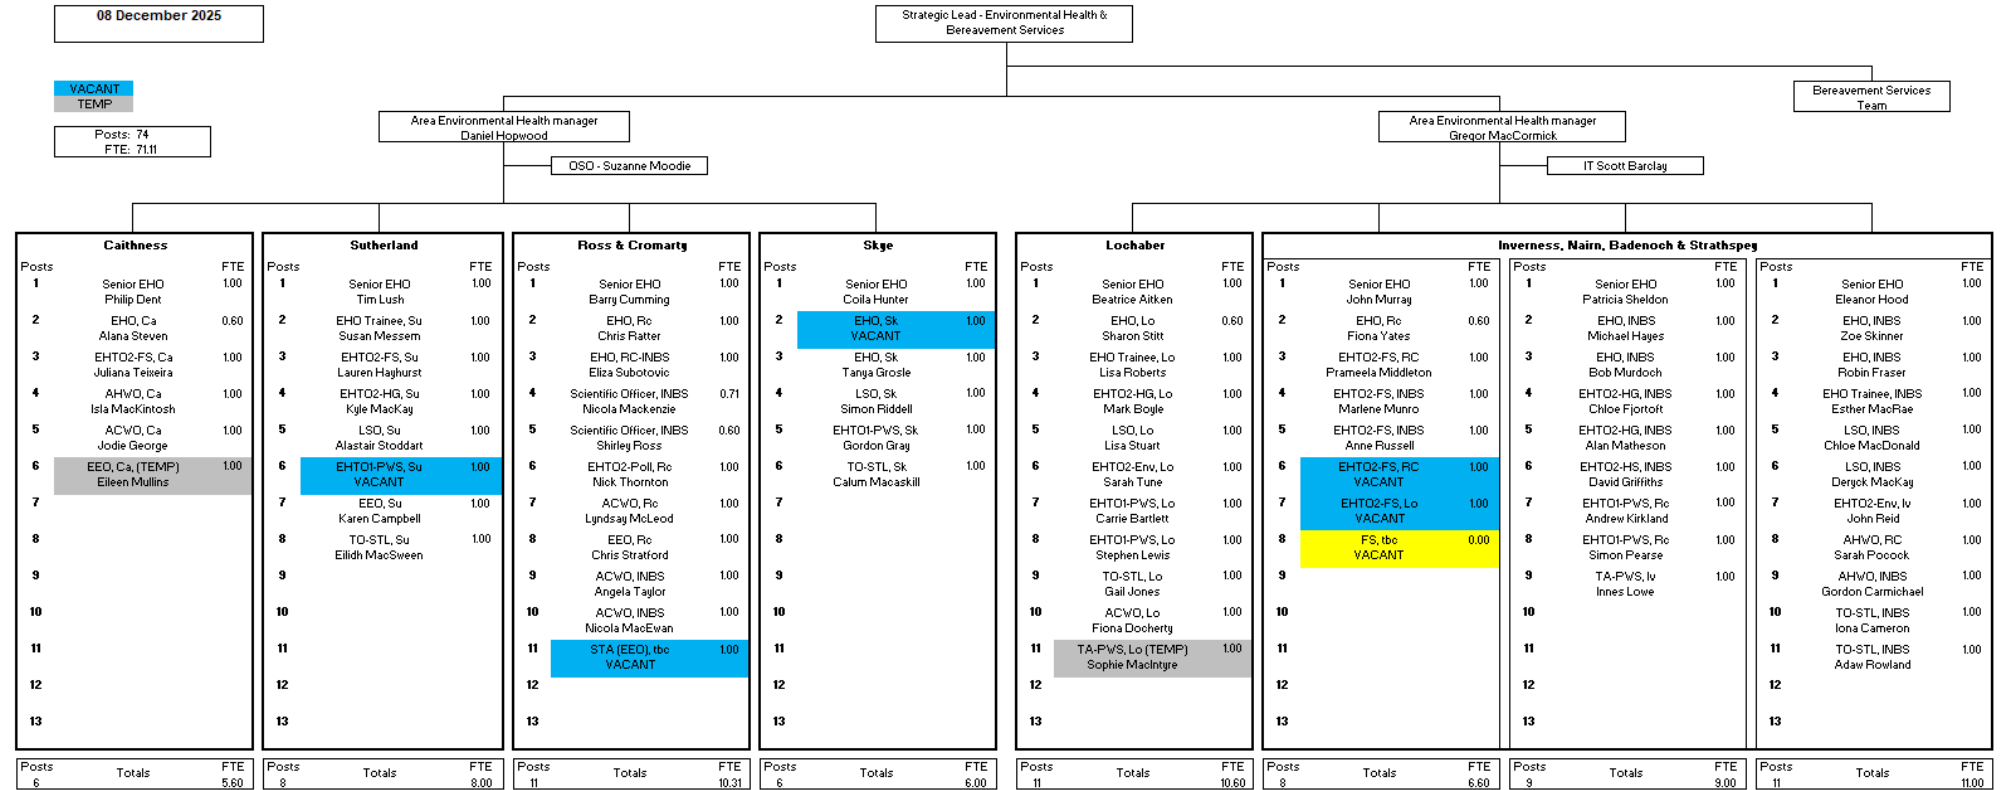 08 December 2025
Strategic Lead - Environmental Health &
Bereavement Services
VACANT
TEMP
Bereavement Services
Team
Posts: 74
FTE: 71.11
Area Environmental Health manager
Daniel Hopwood
Area Environmental Health manager
Gregor MacCormick
OSO - Suzanne Moodie
IT Scott Barclay
Caithness
Posts FTE
1 Senior EHO 1.00
Philip Dent
2 EHO, Ca 0.60
Alana Steven
3 EHTO2-FS, Ca 1.00
Juliana Teixeira
4 AHWO, Ca 1.00
Isla MacKintosh
5 ACWO, Ca 1.00
Jodie George
6 EEO, Ca, (TEMP) 1.00
Eileen Mullins
7
8
9
10
11
12
13
Posts Totals FTE
6 5.60
Sutherland
Posts FTE
1 Senior EHO 1.00
Tim Lush
2 EHO Trainee, Su 1.00
Susan Messem
3 EHTO2-FS, Su 1.00
Lauren Hayhurst
4 EHTO2-HG, Su 1.00
Kyle MacKay
5 LSO, Su 1.00
Alastair Stoddart
6 EHTO1-PWS, Su 1.00
VACANT
7 EEO, Su 1.00
Karen Campbell
8 TO-STL, Su 1.00
Eilidh MacSween
9
10
11
12
13
Posts Totals FTE
8 8.00
Ross & Cromarty
Posts FTE
1 Senior EHO 1.00
Barry Cumming
2 EHO, Rc 1.00
Chris Ratter
3 EHO, RC-INBS 1.00
Eliza Subotovic
4 Scientific Officer, INBS 0.71
Nicola Mackenzie
5 Scientific Officer, INBS 0.60
Shirley Ross
6 EHTO2-Poll, Rc 1.00
Nick Thornton
7 ACWO, Rc 1.00
Lyndsay McLeod
8 EEO, Rc 1.00
Chris Stratford
9 ACWO, INBS 1.00
Angela Taylor
10 ACWO, INBS 1.00
Nicola MacEwan
11 STA (EEO), tbc 1.00
VACANT
12
13
Posts Totals FTE
11 10.31
Skye
Posts FTE
1 Senior EHO 1.00
Coila Hunter
2 EHO, Sk 1.00
VACANT
3 EHO, Sk 1.00
Tanya Grosle
4 LSO, Sk 1.00
Simon Riddell
5 EHTO1-PWS, Sk 1.00
Gordon Gray
6 TO-STL, Sk 1.00
Calum Macaskill
7
8
9
10
11
12
13
Posts Totals FTE
6 6.00
Lochaber
Posts FTE
1 Senior EHO 1.00
Beatrice Aitken
2 EHO, Lo 0.60
Sharon Stitt
3 EHO Trainee, Lo 1.00
Lisa Roberts
4 EHTO2-HG, Lo 1.00
Mark Boyle
5 LSO, Lo 1.00
Lisa Stuart
6 EHTO2-Env, Lo 1.00
Sarah Tune
7 EHTO1-PWS, Lo 1.00
Carrie Bartlett
8 EHTO1-PWS, Lo 1.00
Stephen Lewis
9 TO-STL, Lo 1.00
Gail Jones
10 ACWO, Lo 1.00
Fiona Docherty
11 TA-PWS, Lo (TEMP) 1.00
Sophie MacIntyre
12
13
Posts Totals FTE
11 10.60
Inverness, Nairn, Badenoch & Strathspey
Posts FTE
1 Senior EHO 1.00
John Murray
2 EHO, Rc 0.60
Fiona Yates
3 EHTO2-FS, RC 1.00
Prameela Middleton
4 EHTO2-FS, INBS 1.00
Marlene Munro
5 EHTO2-FS, INBS 1.00
Anne Russell
6 EHTO2-FS, RC 1.00
VACANT
7 EHTO2-FS, Lo 1.00
VACANT
8 FS, tbc 0.00
VACANT
9
10
11
12
13
Posts Totals FTE
8 6.60
Posts FTE
1 Senior EHO 1.00
Patricia Sheldon
2 EHO, INBS 1.00
Michael Hayes
3 EHO, INBS 1.00
Bob Murdoch
4 EHTO2-HG, INBS 1.00
Chloe Fjortoft
5 EHTO2-HG, INBS 1.00
Alan Matheson
6 EHTO2-HS, INBS 1.00
David Griffiths
7 EHTO1-PWS, Rc 1.00
Andrew Kirkland
8 EHTO1-PWS, Rc 1.00
Simon Pearse
9 TA-PWS, Iv 1.00
Innes Lowe
10
11
12
13
Posts Totals FTE
9 9.00
Posts FTE
1 Senior EHO 1.00
Eleanor Hood
2 EHO, INBS 1.00
Zoe Skinner
3 EHO, INBS 1.00
Robin Fraser
4 EHO Trainee, INBS 1.00
Esther MacRae
5 LSO, INBS 1.00
Chloe MacDonald
6 LSO, INBS 1.00
Deryck MacKay
7 EHTO2-Env, Iv 1.00
John Reid
8 AHWO, RC 1.00
Sarah Pocock
9 AHWO, INBS 1.00
Gordon Carmichael
10 TO-STL, INBS 1.00
Iona Cameron
11 TO-STL, INBS 1.00
Adaw Rowland
12
13
Posts Totals FTE
11 11.00